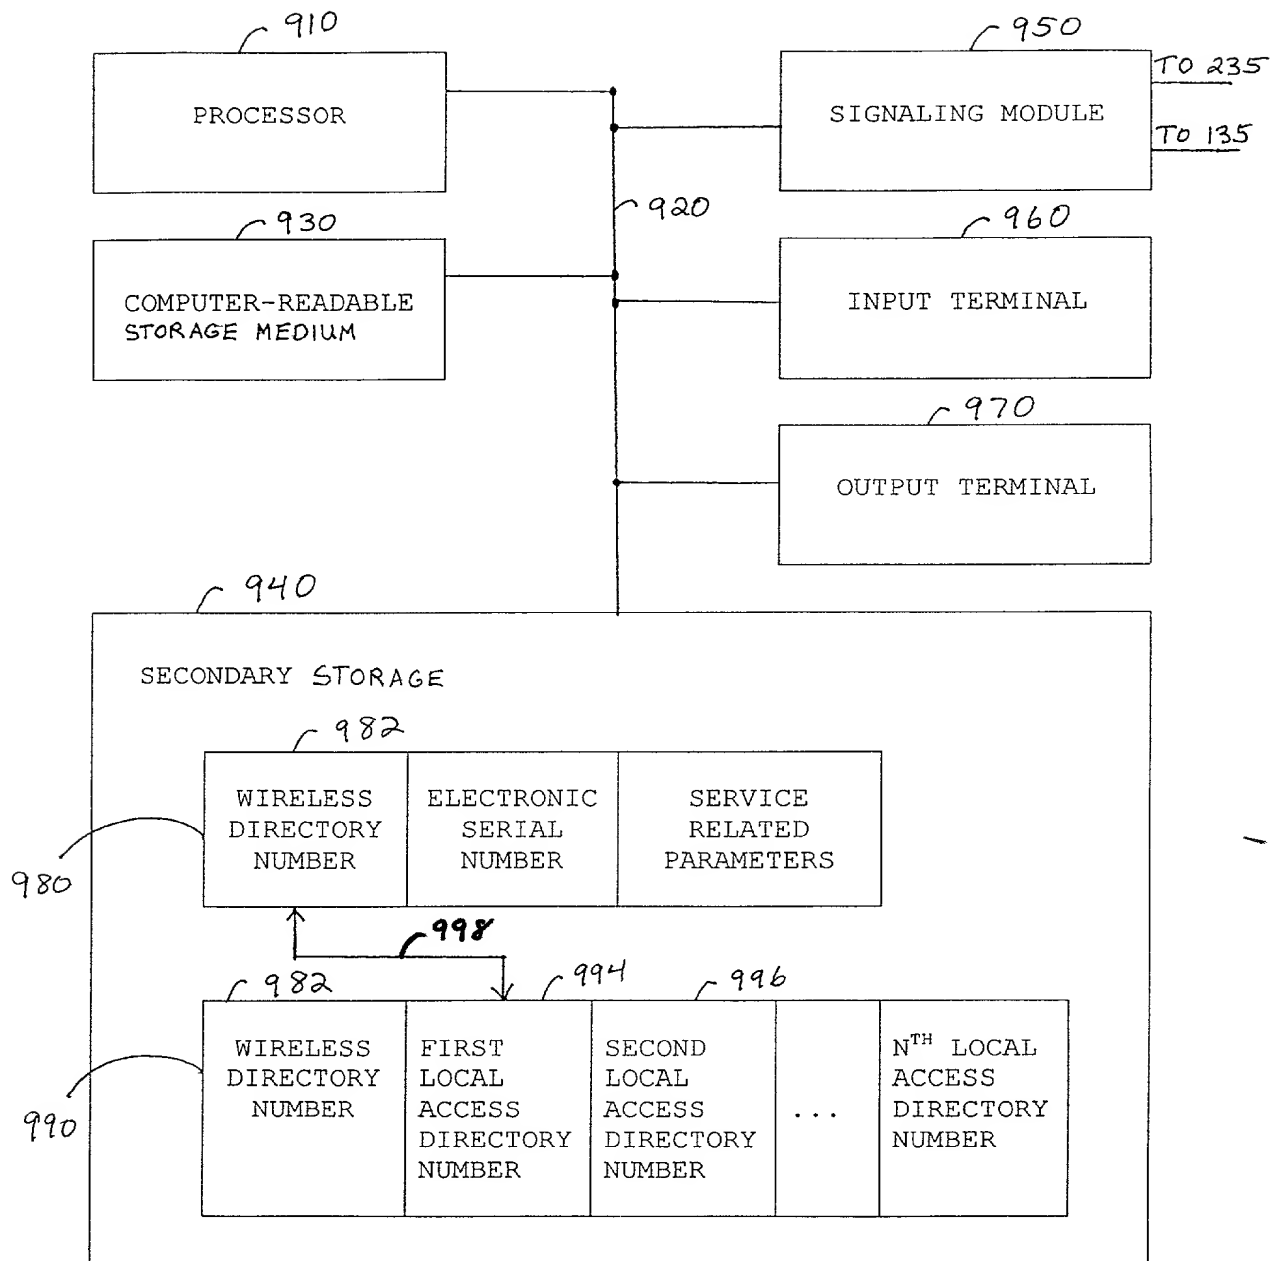 910
PROCESSOR
950
SIGNALING MODULE
TO 235
TO 135
920
930
COMPUTER-READABLE
STORAGE MEDIUM
960
INPUT TERMINAL
970
OUTPUT TERMINAL
940
SECONDARY STORAGE
982
WIRELESS
DIRECTORY
NUMBER
ELECTRONIC
SERIAL
NUMBER
SERVICE
RELATED
PARAMETERS
980
998
982
994
996
WIRELESS
DIRECTORY
NUMBER
FIRST
LOCAL
ACCESS
DIRECTORY
NUMBER
SECOND
LOCAL
ACCESS
DIRECTORY
NUMBER
...
NTH LOCAL
ACCESS
DIRECTORY
NUMBER
990